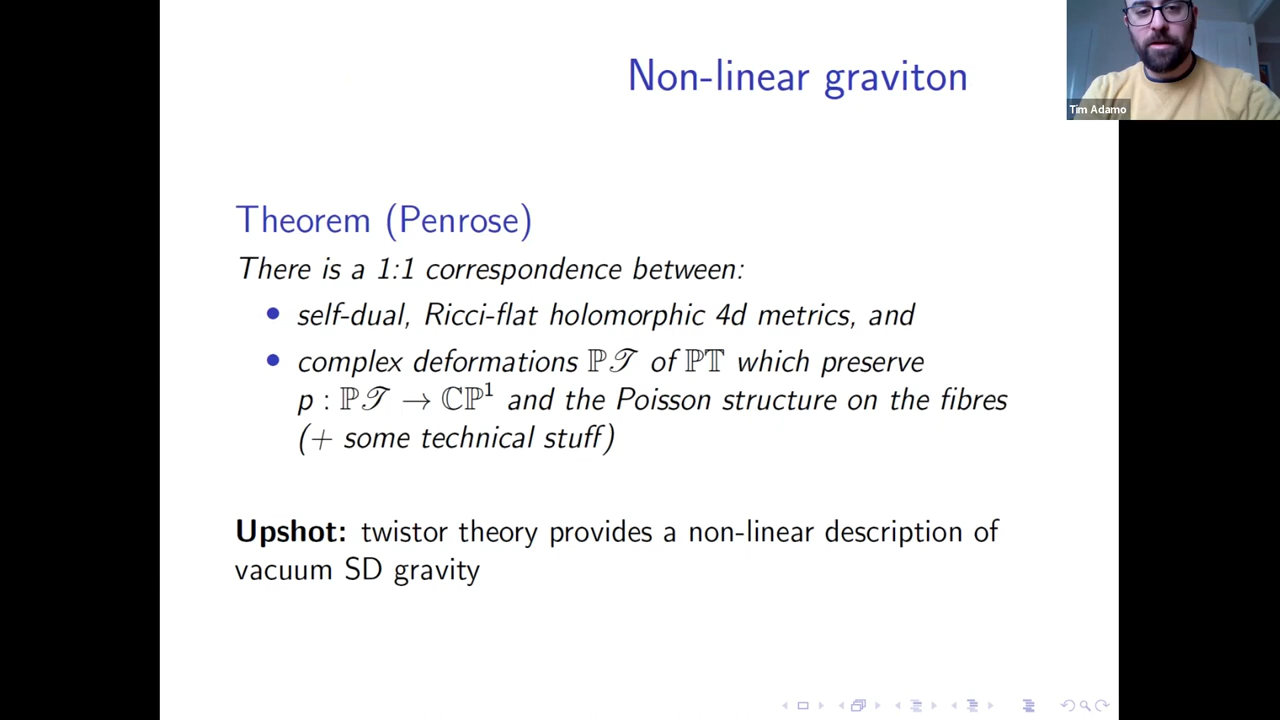 Non-linear graviton
Tim Adamo
Theorem (Penrose)
There is a 1:1 correspondence between:
• self-dual, Ricci-flat holomorphic 4d metrics, and
• complex deformations ℙ𝒯 of ℙ𝕋 which preserve
p : ℙ𝒯 → ℂℙ¹ and the Poisson structure on the fibres
(+ some technical stuff)
Upshot: twistor theory provides a non-linear description of
vacuum SD gravity